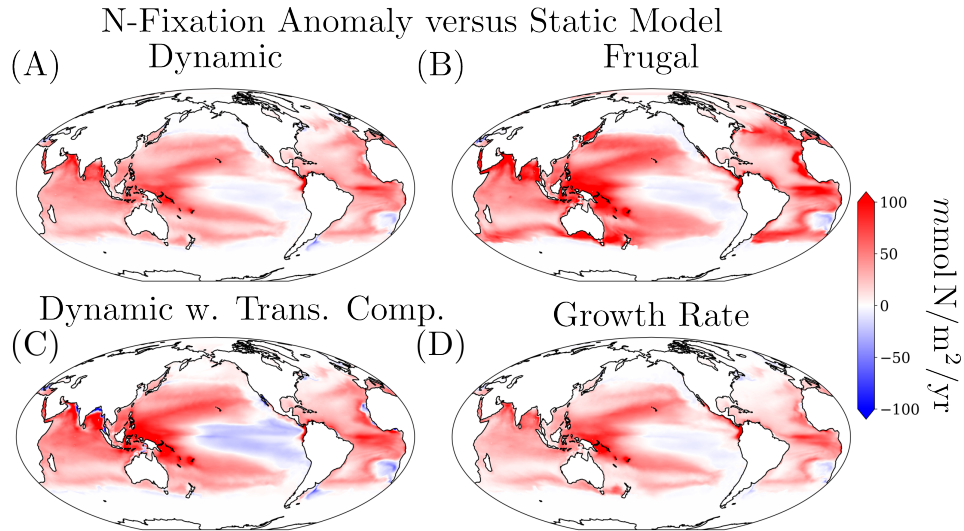 N-Fixation Anomaly versus Static Model
(A) Dynamic
(B) Frugal
(C) Dynamic w. Trans. Comp.
(D) Growth Rate
100
50
0
−50
−100
mmol N/m²/yr